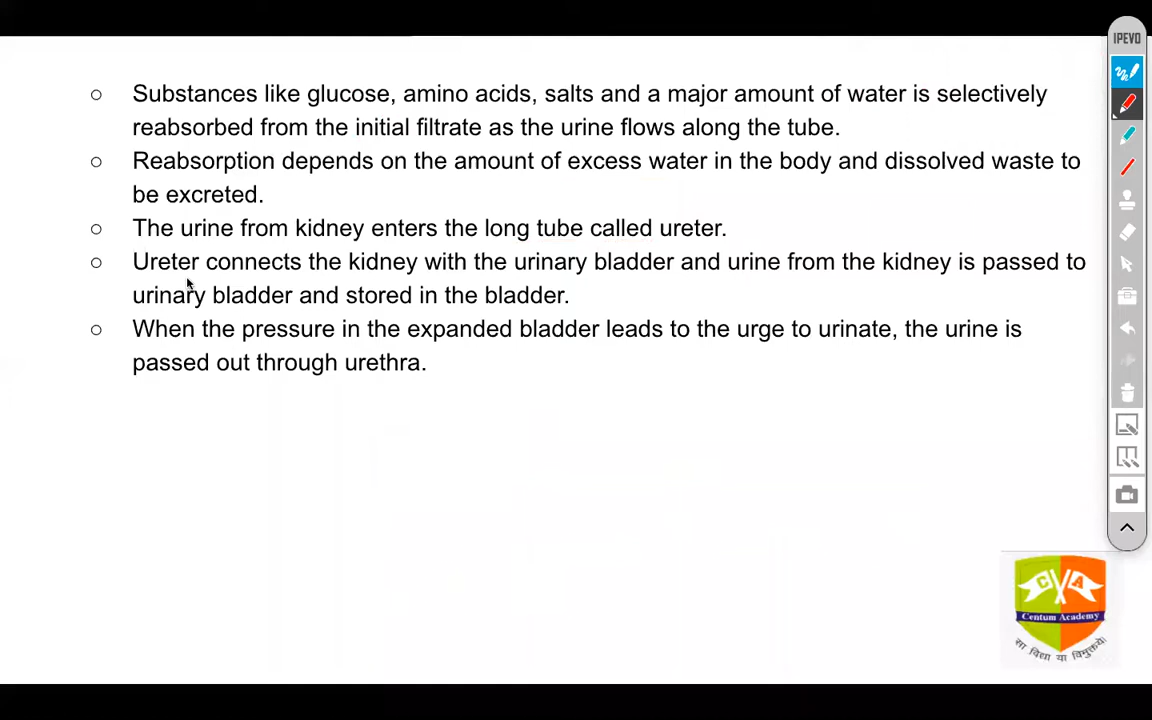 IPEVO
○ Substances like glucose, amino acids, salts and a major amount of water is selectively
reabsorbed from the initial filtrate as the urine flows along the tube.
○ Reabsorption depends on the amount of excess water in the body and dissolved waste to
be excreted.
○ The urine from kidney enters the long tube called ureter.
○ Ureter connects the kidney with the urinary bladder and urine from the kidney is passed to
urinary bladder and stored in the bladder.
○ When the pressure in the expanded bladder leads to the urge to urinate, the urine is
passed out through urethra.
C A
Centum Academy
सा विद्या या विमुक्तये